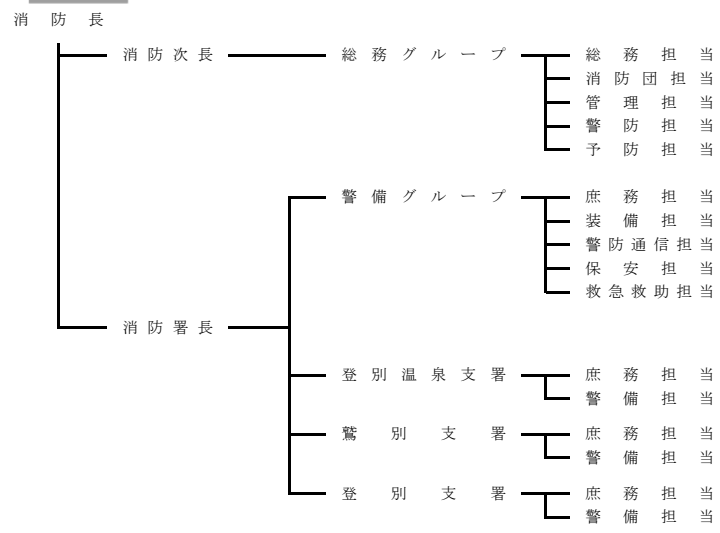 消防長
消防次長 総務グループ 総務担当
消防団担当
管理担当
警防担当
予防担当
警備グループ 庶務担当
装備担当
警防通信担当
保安担当
救急救助担当
消防署長
登別温泉支署 庶務担当
警備担当
鷲別支署 庶務担当
警備担当
登別支署 庶務担当
警備担当